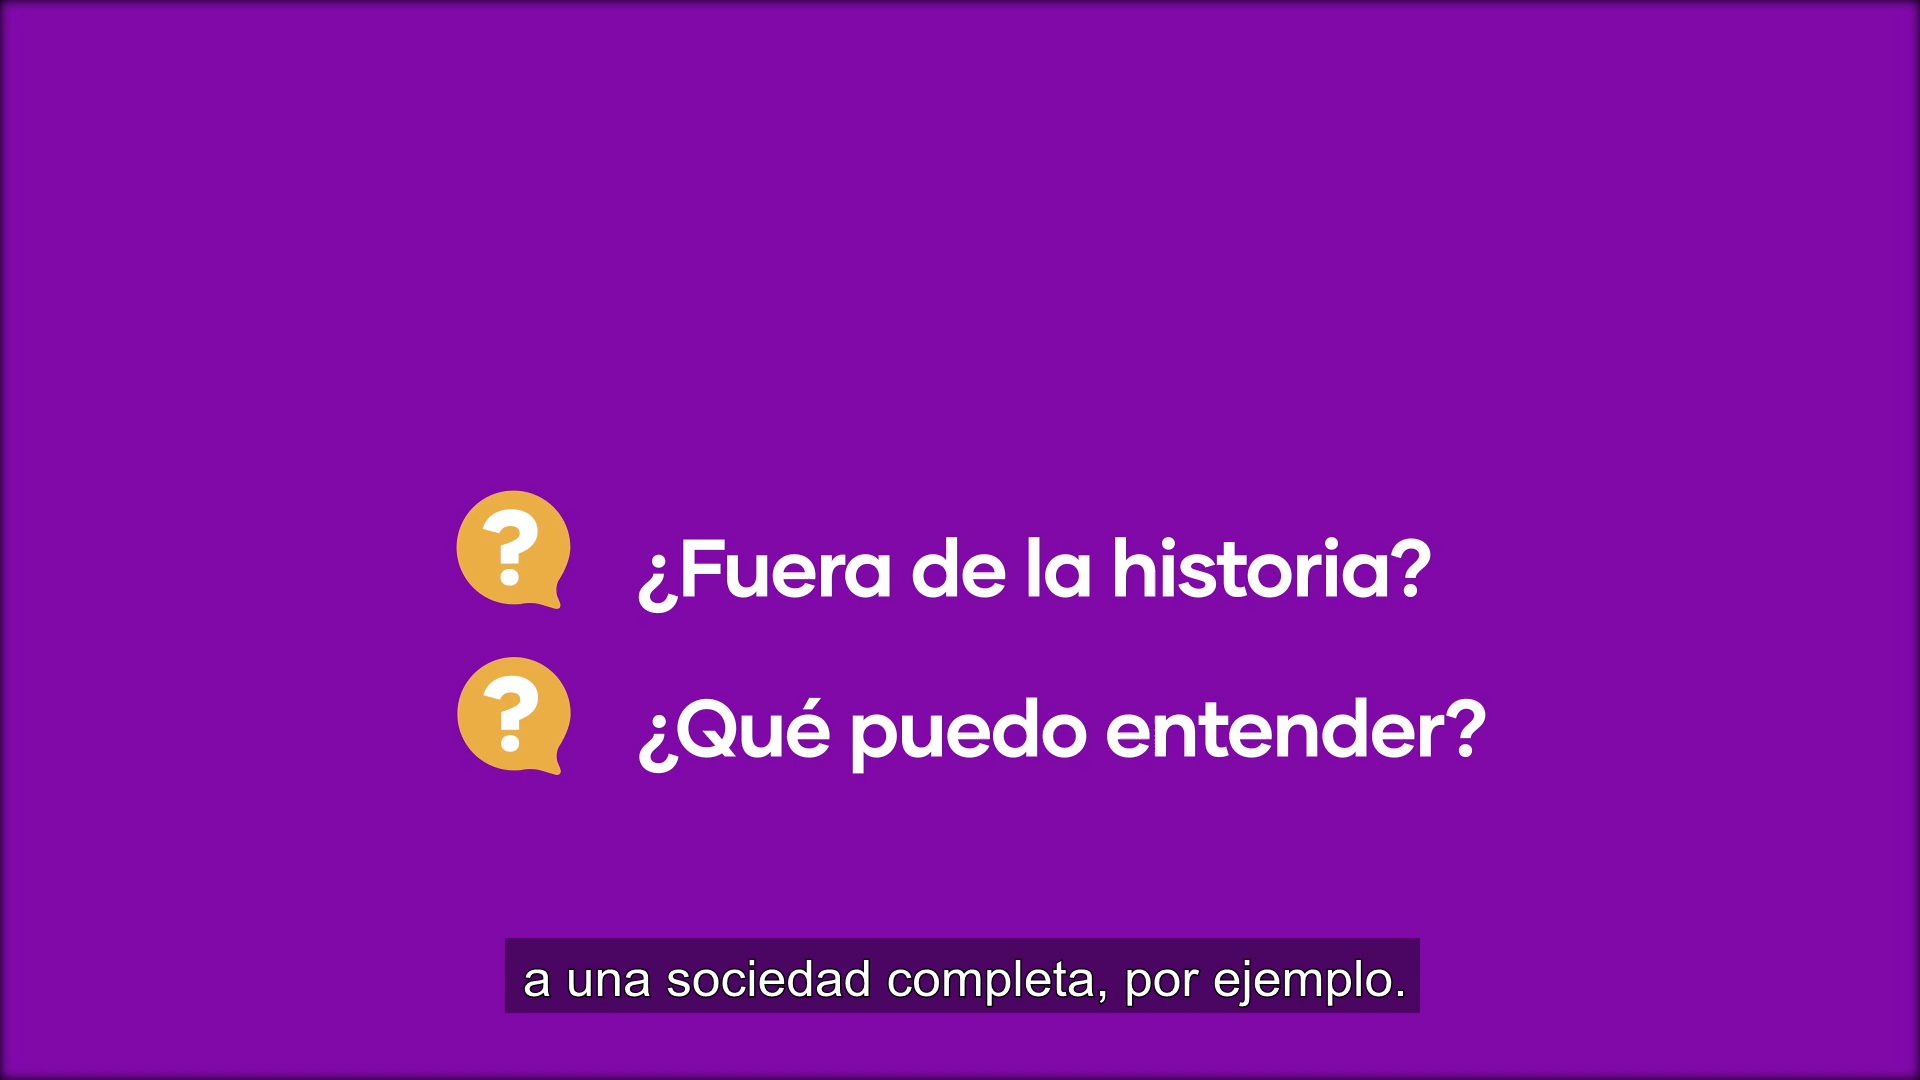 ¿Fuera de la historia?
¿Qué puedo entender?
a una sociedad completa, por ejemplo.